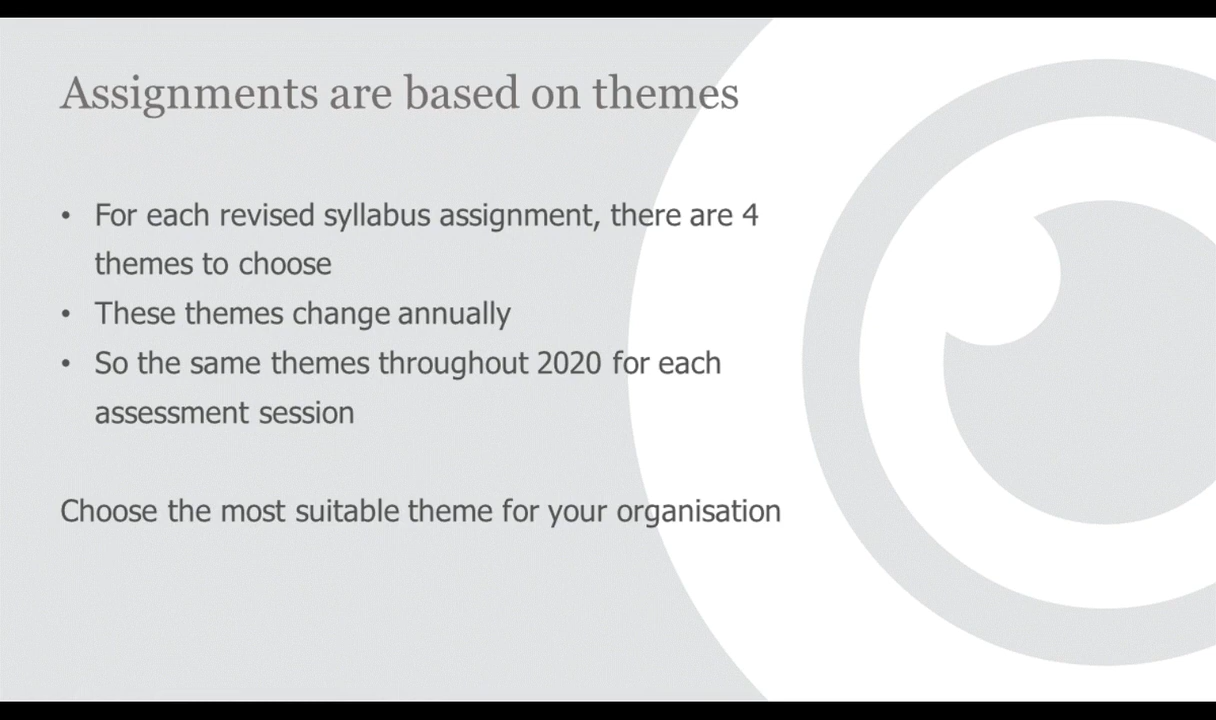 Assignments are based on themes
• For each revised syllabus assignment, there are 4
themes to choose
• These themes change annually
• So the same themes throughout 2020 for each
assessment session
Choose the most suitable theme for your organisation